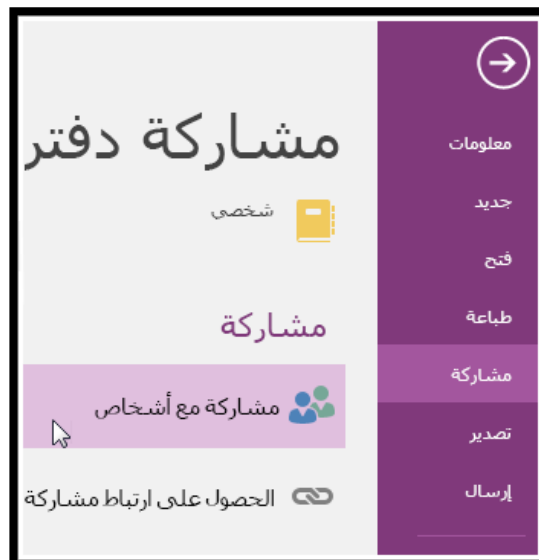 معلومات
جديد
فتح
طباعة
مشاركة
تصدير
إرسال
مشاركة دفتر
شخصي
مشاركة
مشاركة مع أشخاص
الحصول على ارتباط مشاركة